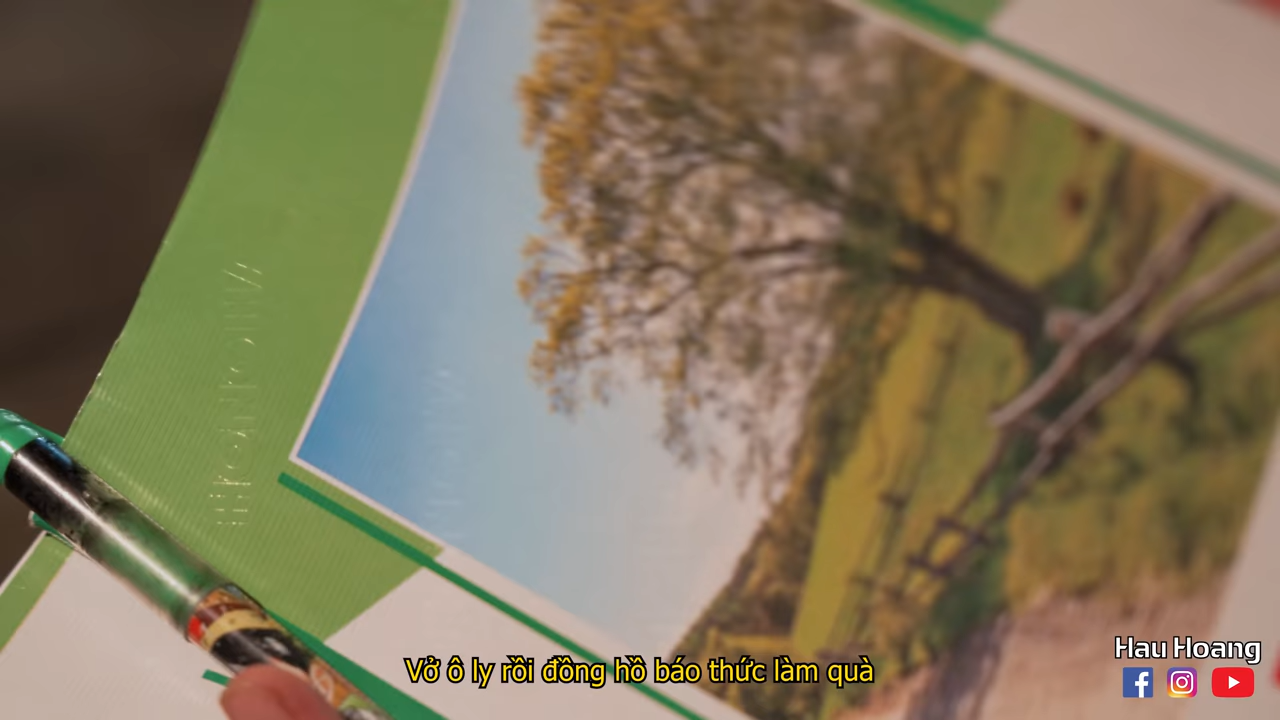 Vở ô ly rồi đồng hồ báo thức làm quà
Hau Hoang